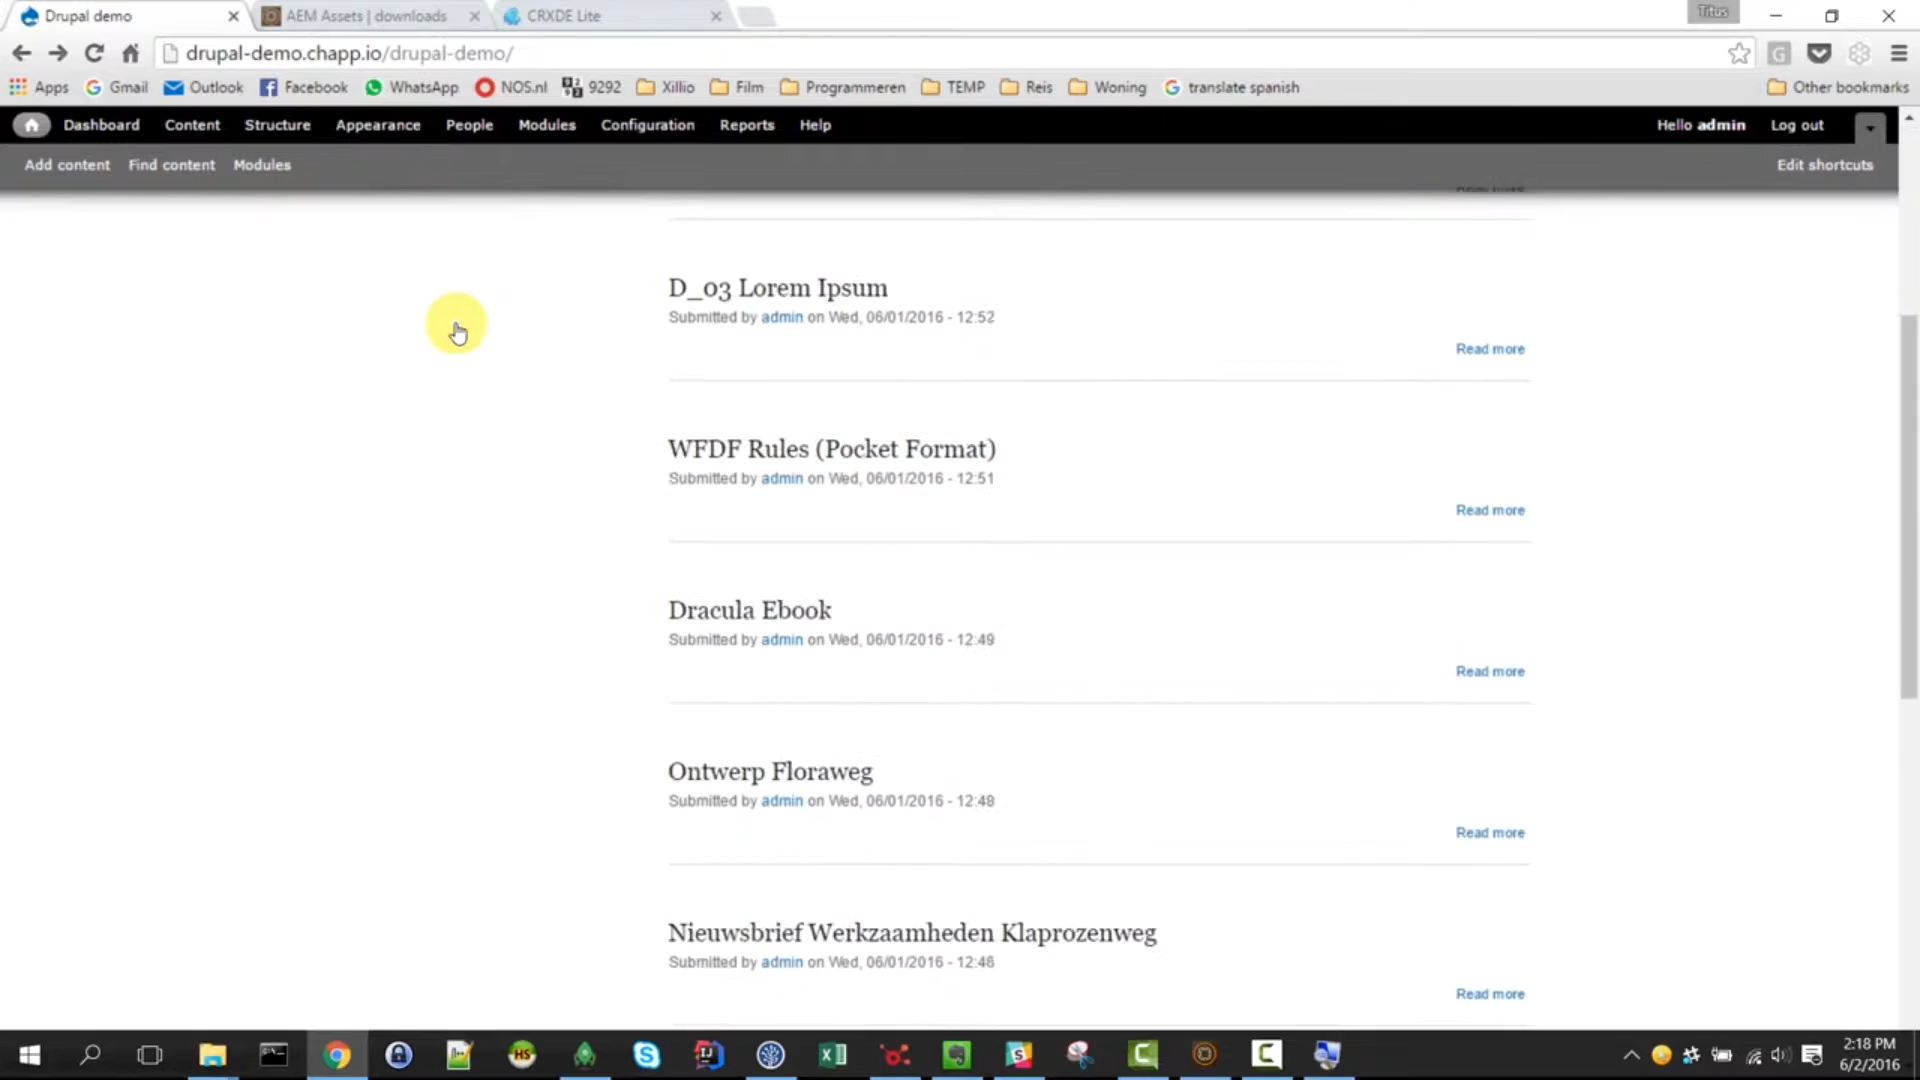 Drupal demo
AEM Assets | downloads
CRXDE Lite
Titus
drupal-demo.chapp.io/drupal-demo/
Apps Gmail Outlook Facebook WhatsApp NOS.nl 9292 Xillio Film Programmeren TEMP Reis Woning translate spanish Other bookmarks
Dashboard Content Structure Appearance People Modules Configuration Reports Help Hello admin Log out
Add content Find content Modules Edit shortcuts
Read more
D_03 Lorem Ipsum
Submitted by admin on Wed, 06/01/2016 - 12:52
Read more
WFDF Rules (Pocket Format)
Submitted by admin on Wed, 06/01/2016 - 12:51
Read more
Dracula Ebook
Submitted by admin on Wed, 06/01/2016 - 12:49
Read more
Ontwerp Floraweg
Submitted by admin on Wed, 06/01/2016 - 12:48
Read more
Nieuwsbrief Werkzaamheden Klaprozenweg
Submitted by admin on Wed, 06/01/2016 - 12:48
Read more
2:18 PM
6/2/2016